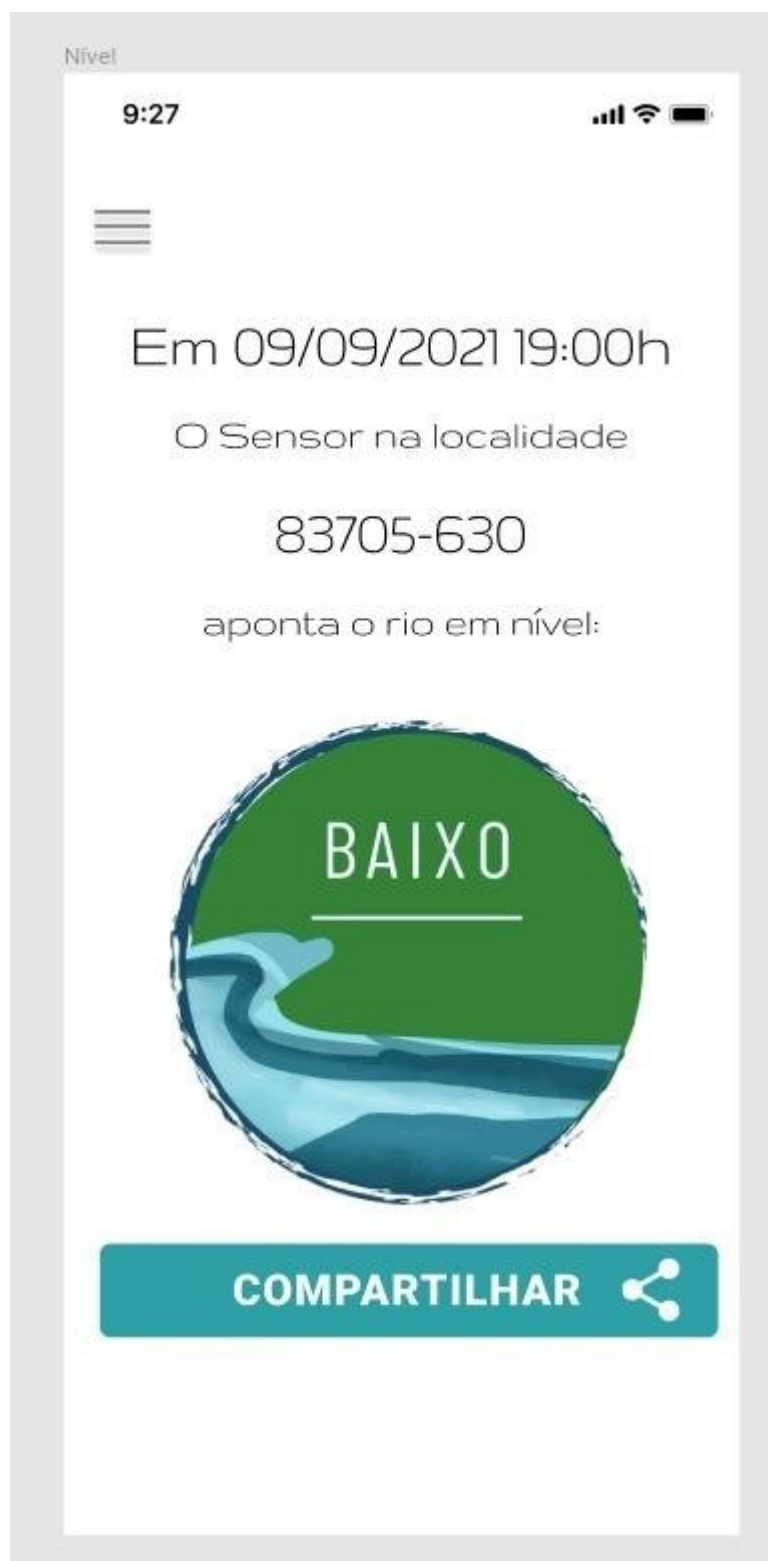 Nível
9:27
Em 09/09/2021 19:00h
O Sensor na localidade
83705-630
aponta o rio em nível:
BAIXO
COMPARTILHAR